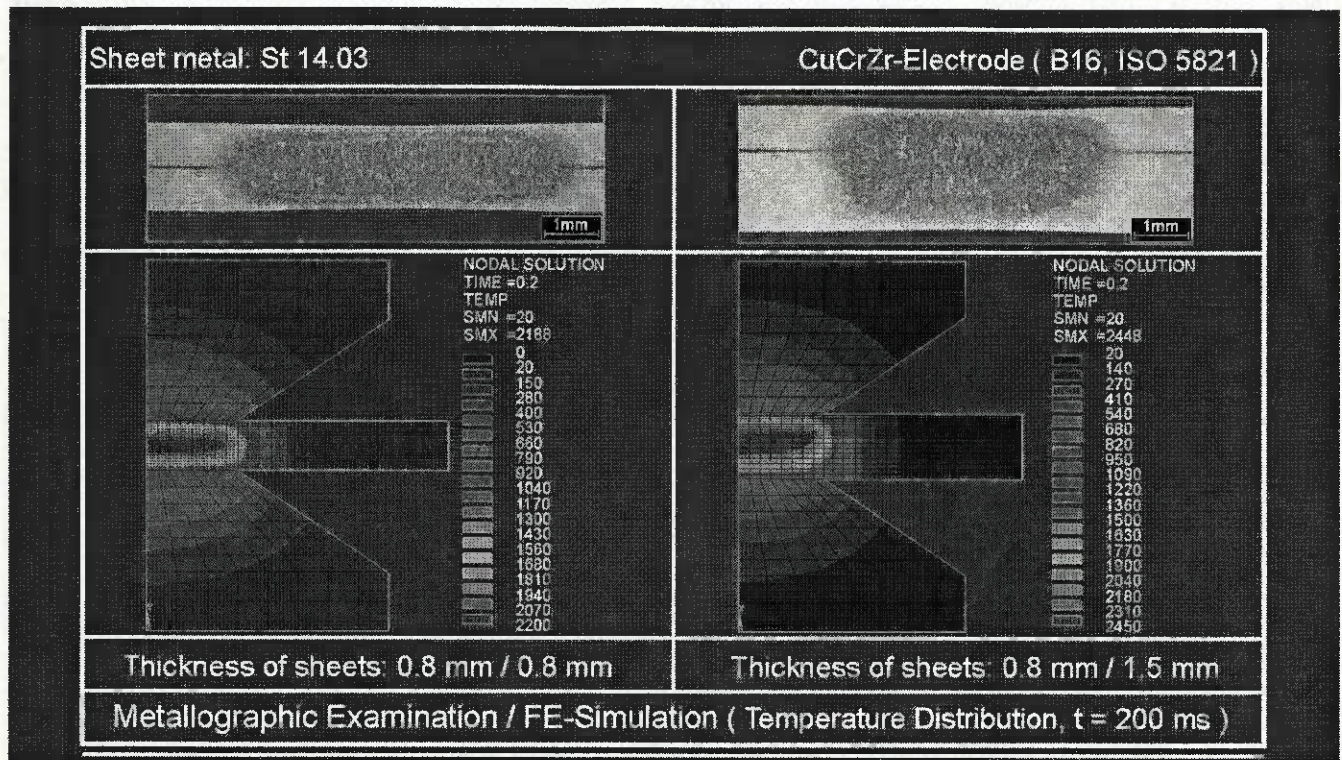 Sheet metal: St 14.03
CuCrZr-Electrode ( B16, ISO 5821 )
1mm
1mm
NODAL SOLUTION
TIME =0.2
TEMP
SMN =20
SMX =2188
0
20
150
280
400
530
660
790
920
1040
1170
1300
1430
1560
1680
1810
1940
2070
2200
NODAL SOLUTION
TIME =0.2
TEMP
SMN =20
SMX =2448
20
140
270
410
540
680
820
950
1090
1220
1360
1500
1630
1770
1900
2040
2180
2310
2450
Thickness of sheets: 0.8 mm / 0.8 mm
Thickness of sheets: 0.8 mm / 1.5 mm
Metallographic Examination / FE-Simulation ( Temperature Distribution, t = 200 ms )